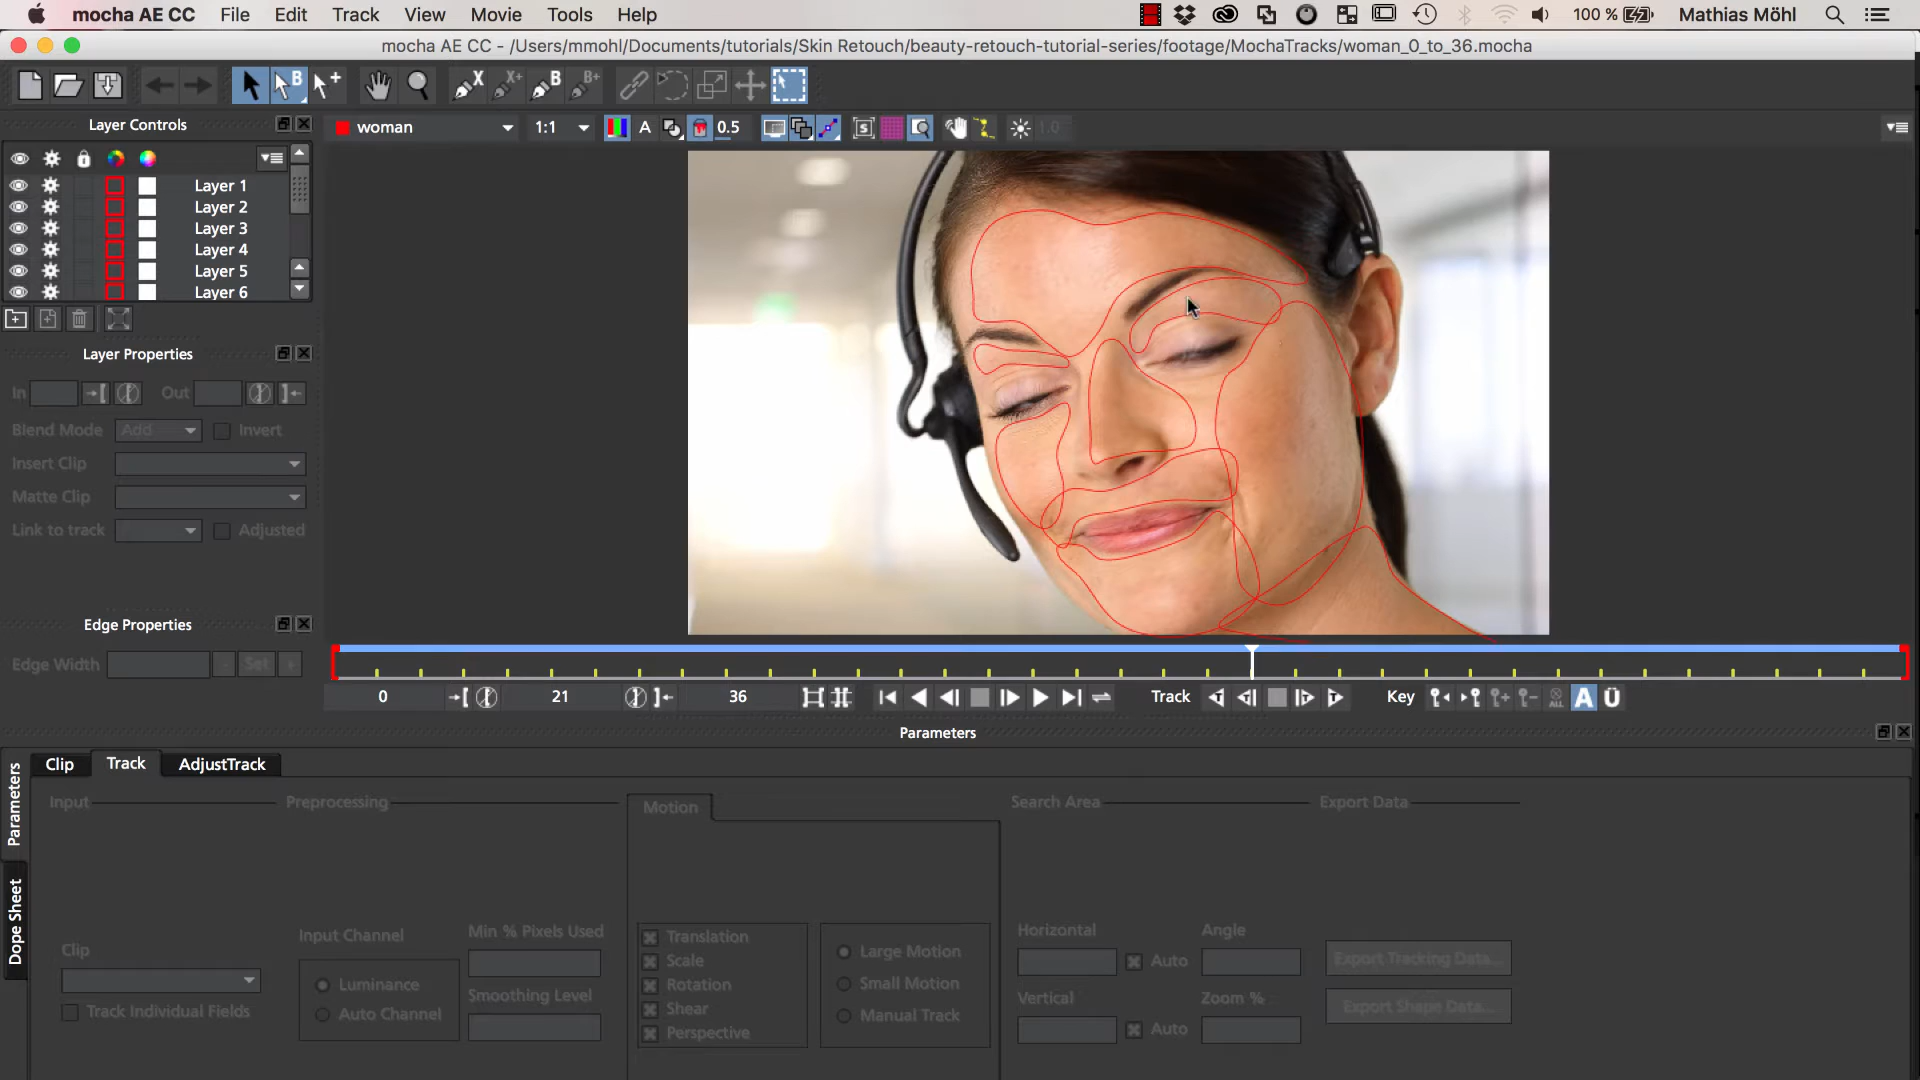 mocha AE CC File Edit Track View Movie Tools Help 100 % Mathias Möhl
mocha AE CC - /Users/mmohl/Documents/tutorials/Skin Retouch/beauty-retouch-tutorial-series/footage/MochaTracks/woman_0_to_36.mocha
Layer Controls
woman 1:1 A 0.5 1.0
Layer 1
Layer 2
Layer 3
Layer 4
Layer 5
Layer 6
Layer Properties
In Out
Blend Mode Add Invert
Insert Clip
Matte Clip
Link to track Adjusted
Edge Properties
Edge Width - Set +
0 21 36 Track Key A Ü
Parameters
Clip Track AdjustTrack
Parameters
Dope Sheet
Input Preprocessing Motion Search Area Export Data
Input Channel Min % Pixels Used
Clip
Luminance
Auto Channel
Smoothing Level
Track Individual Fields
Translation
Scale
Rotation
Shear
Perspective
Large Motion
Small Motion
Manual Track
Horizontal Angle
Auto
Vertical Zoom %
Auto
Export Tracking Data...
Export Shape Data...